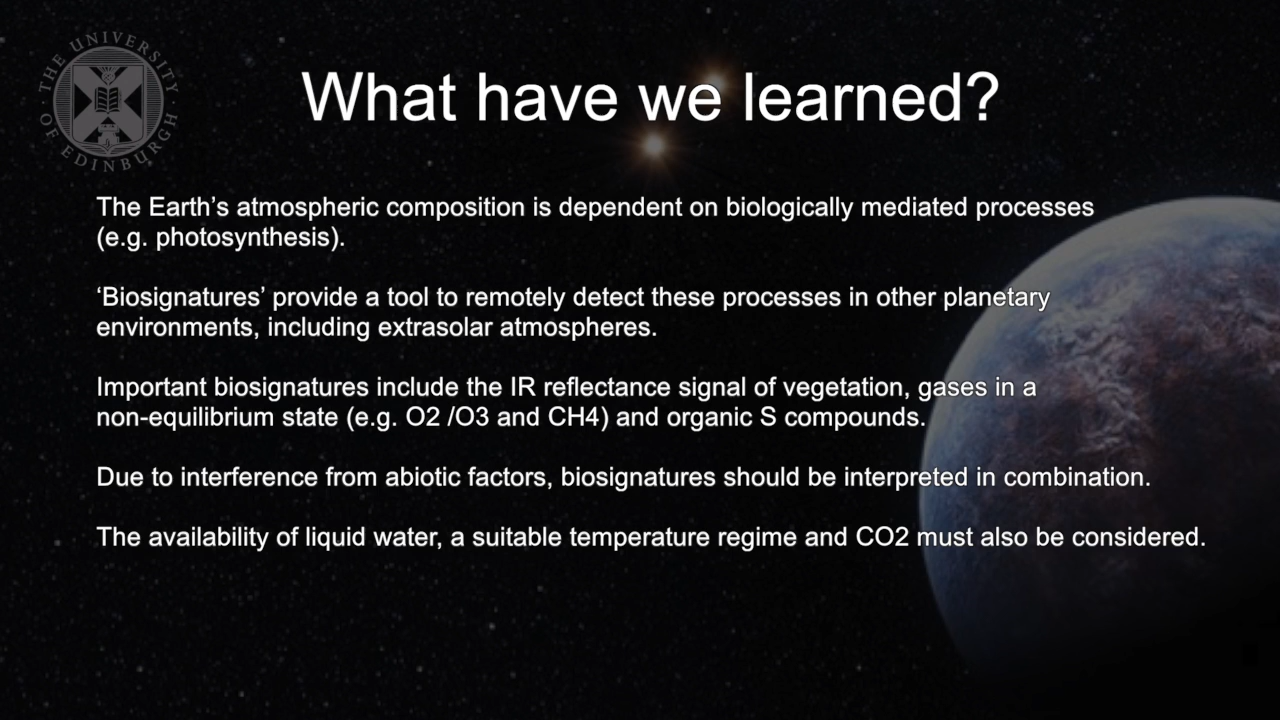 THE UNIVERSITY OF EDINBURGH
What have we learned?
The Earth’s atmospheric composition is dependent on biologically mediated processes
(e.g. photosynthesis).
‘Biosignatures’ provide a tool to remotely detect these processes in other planetary
environments, including extrasolar atmospheres.
Important biosignatures include the IR reflectance signal of vegetation, gases in a
non-equilibrium state (e.g. O2 /O3 and CH4) and organic S compounds.
Due to interference from abiotic factors, biosignatures should be interpreted in combination.
The availability of liquid water, a suitable temperature regime and CO2 must also be considered.